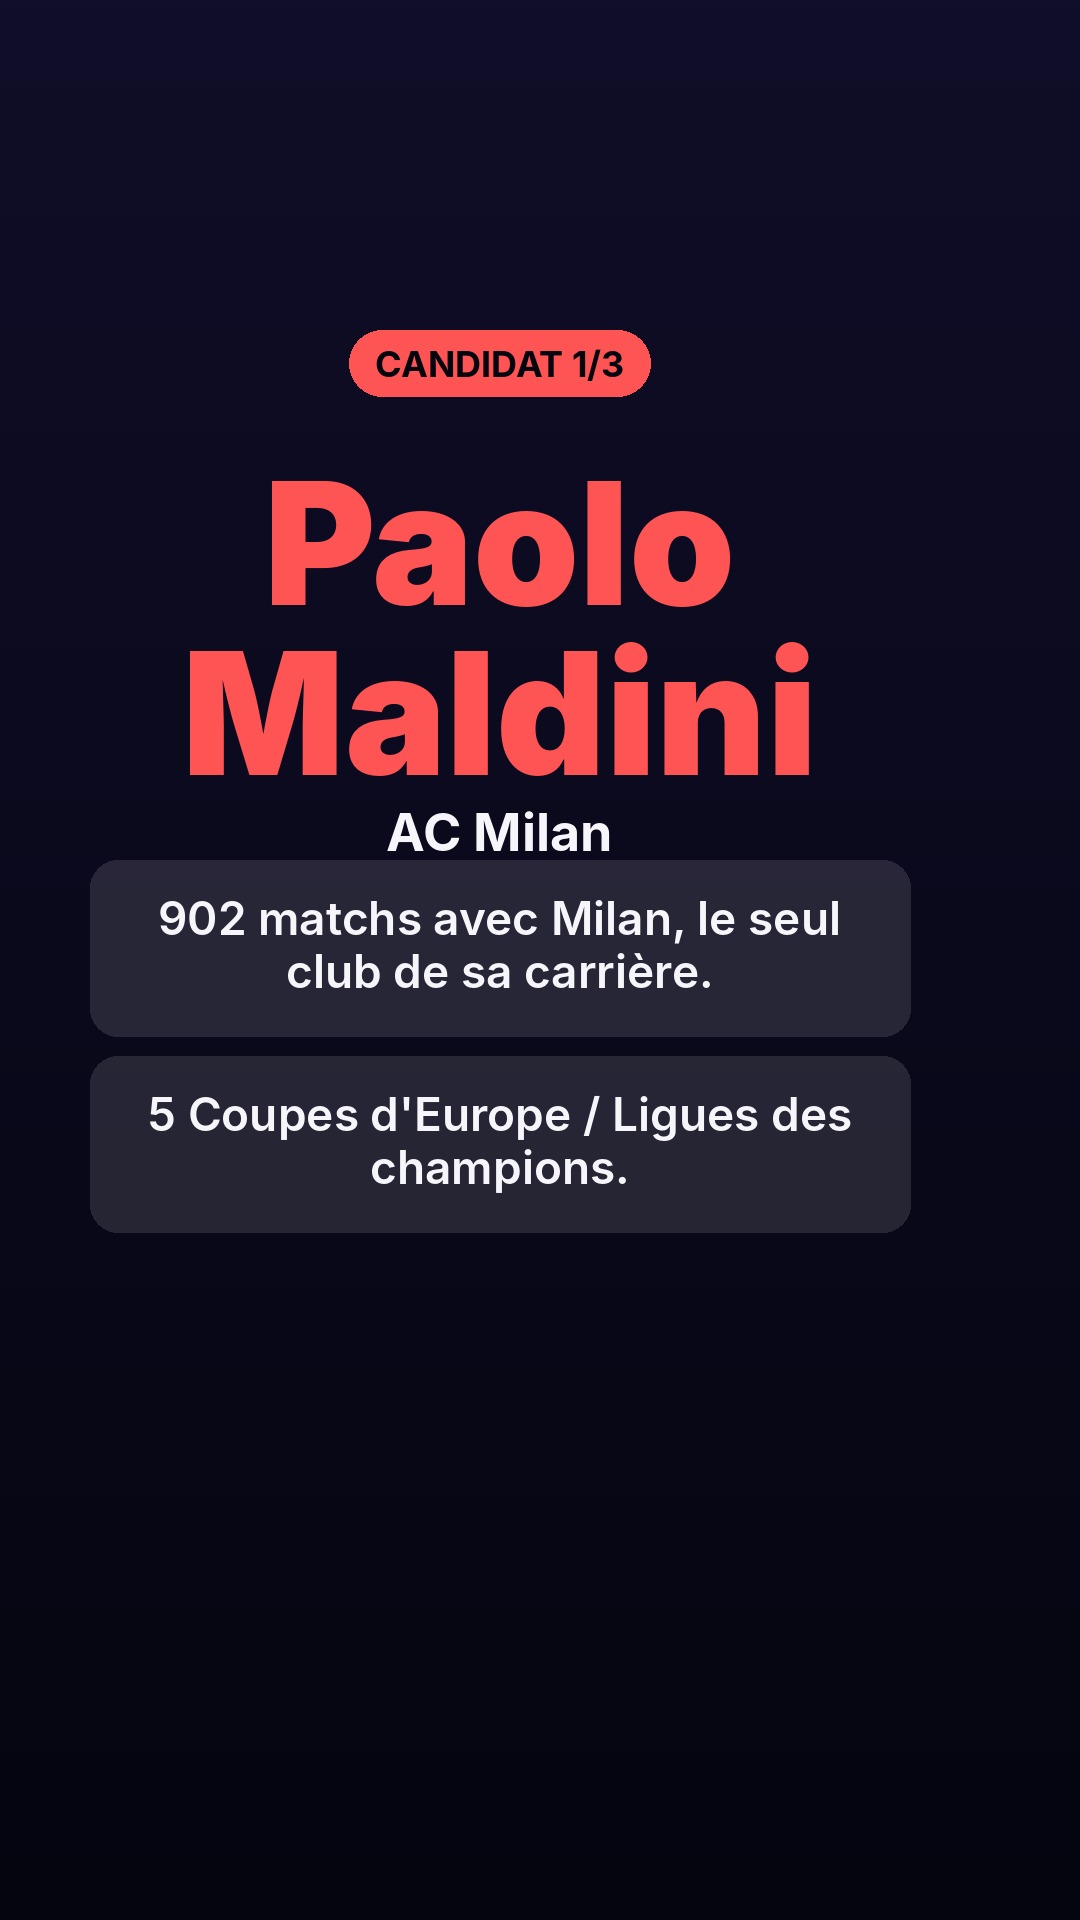 CANDIDAT 1/3
Paolo
Maldini
AC Milan
902 matchs avec Milan, le seul
club de sa carrière.
5 Coupes d'Europe / Ligues des
champions.